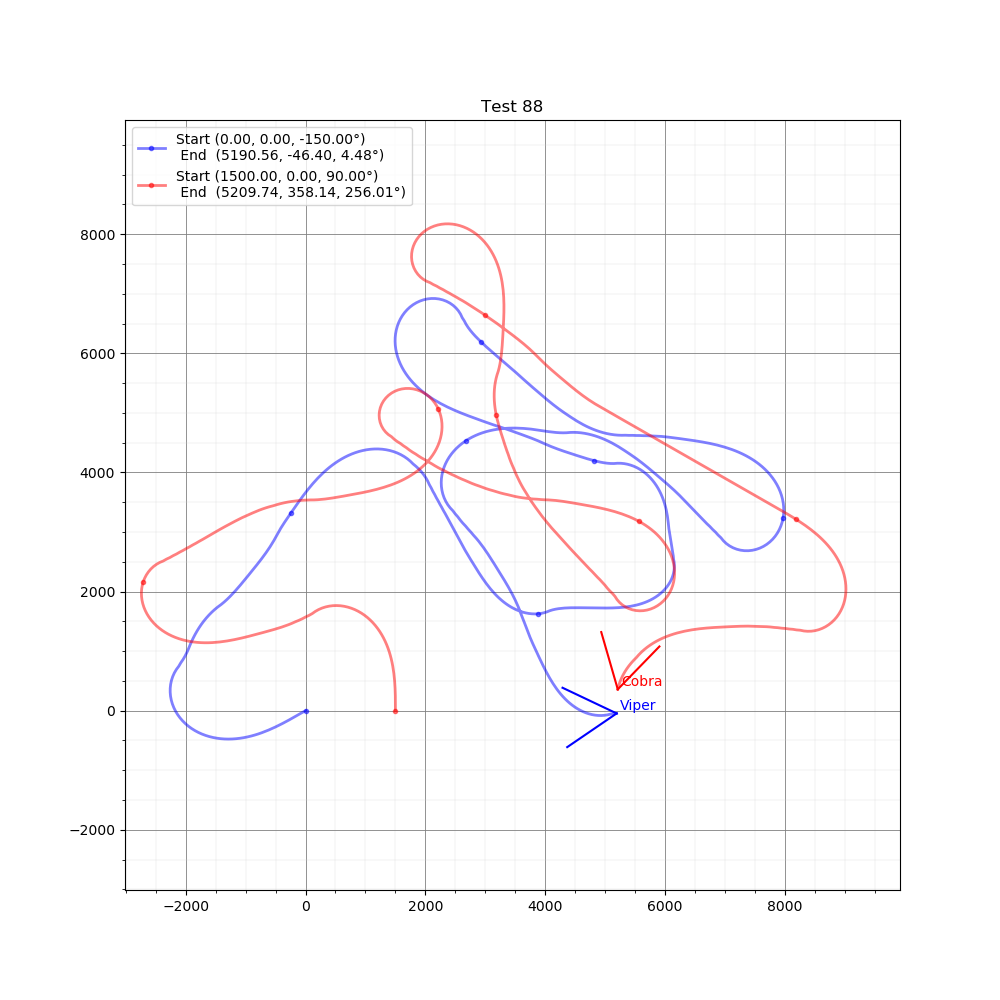 Test 88
Start (0.00, 0.00, -150.00°)
End (5190.56, -46.40, 4.48°)
Start (1500.00, 0.00, 90.00°)
End (5209.74, 358.14, 256.01°)
8000
6000
4000
2000
0
−2000
Cobra
Viper
−2000 0 2000 4000 6000 8000